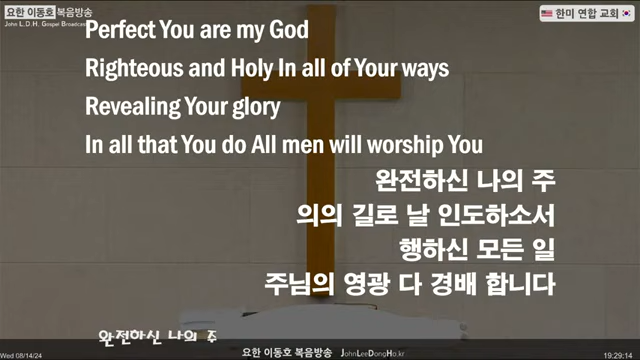 요한 이동호 복음방송
John L.D.H. Gospel Broadcast
🇺🇸 한미 연합 교회 🇰🇷
Perfect You are my God
Righteous and Holy In all of Your ways
Revealing Your glory
In all that You do All men will worship You
완전하신 나의 주
의의 길로 날 인도하소서
행하신 모든 일
주님의 영광 다 경배 합니다
완전하신 나의 주
Wed 08/14/24
요한 이동호 복음방송 JohnLeeDongHo.kr
19:29:14